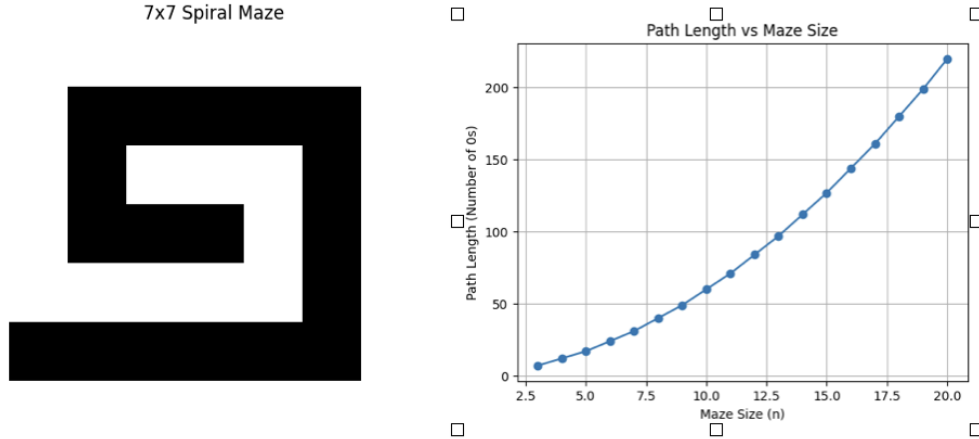 7x7 Spiral Maze
Path Length vs Maze Size
Path Length (Number of 0s)
200
150
100
50
0
2.5 5.0 7.5 10.0 12.5 15.0 17.5 20.0
Maze Size (n)